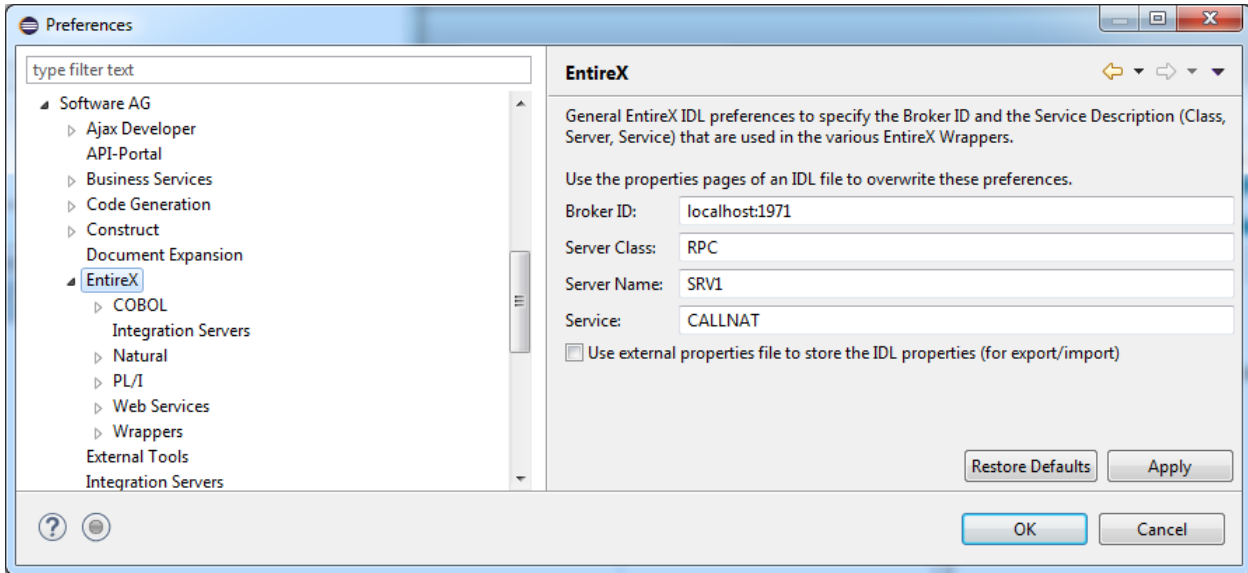 Preferences
type filter text
Software AG
Ajax Developer
API-Portal
Business Services
Code Generation
Construct
Document Expansion
EntireX
COBOL
Integration Servers
Natural
PL/I
Web Services
Wrappers
External Tools
Integration Servers
EntireX
General EntireX IDL preferences to specify the Broker ID and the Service Description (Class,
Server, Service) that are used in the various EntireX Wrappers.
Use the properties pages of an IDL file to overwrite these preferences.
Broker ID: localhost:1971
Server Class: RPC
Server Name: SRV1
Service: CALLNAT
Use external properties file to store the IDL properties (for export/import)
Restore Defaults Apply
OK Cancel